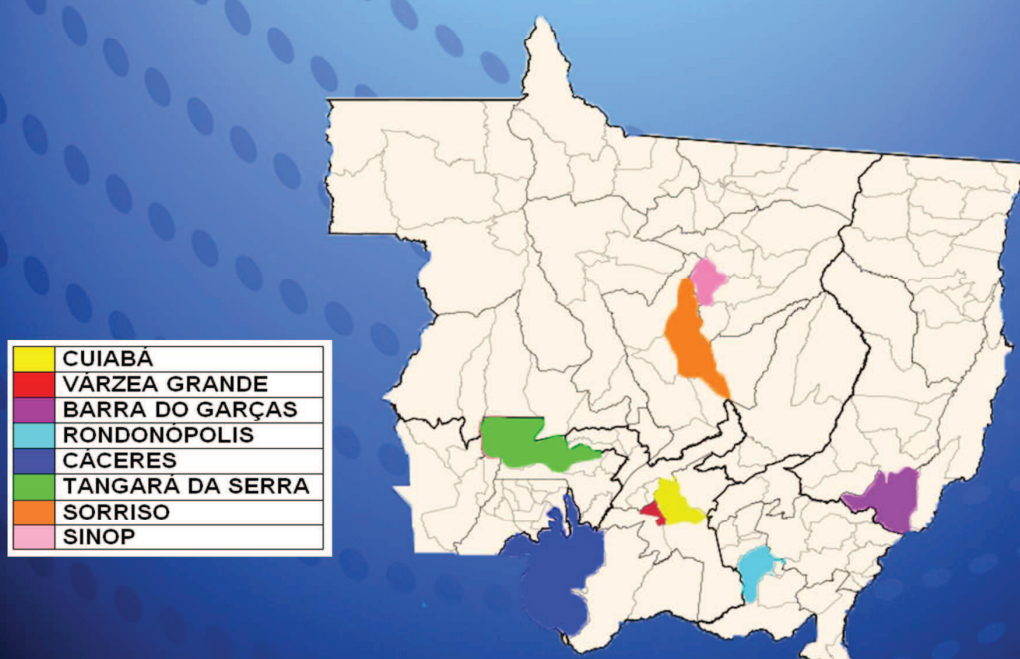 CUIABÁ
VÁRZEA GRANDE
BARRA DO GARÇAS
RONDONÓPOLIS
CÁCERES
TANGARÁ DA SERRA
SORRISO
SINOP